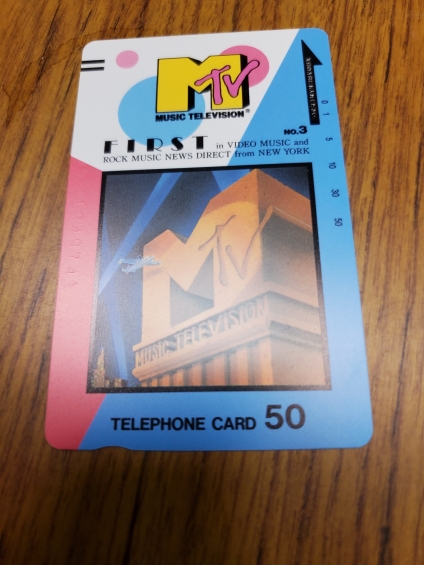 MTV
MUSIC TELEVISION®
FIRST in VIDEO MUSIC and
NO.3
ROCK MUSIC NEWS DIRECT from NEW YORK
0
1
5
10
30
50
MTV
MUSIC TELEVISION
TELEPHONE CARD 50